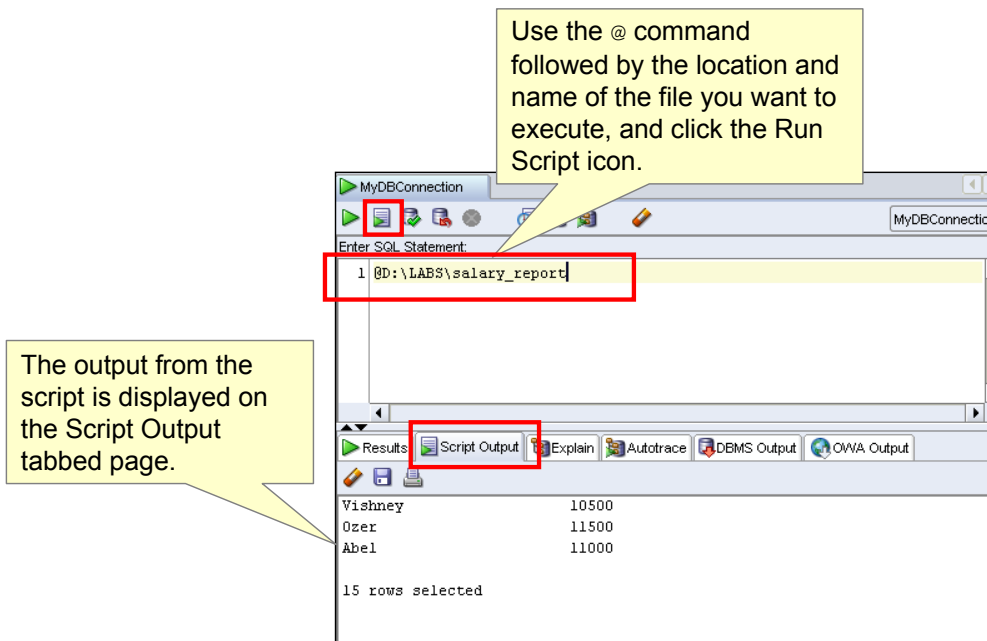 Use the @ command
followed by the location and
name of the file you want to
execute, and click the Run
Script icon.
MyDBConnection
MyDBConnectio
Enter SQL Statement:
1 @D:\LABS\salary_report
The output from the
script is displayed on
the Script Output
tabbed page.
Results Script Output Explain Autotrace DBMS Output OWA Output
Vishney 10500
Ozer 11500
Abel 11000
15 rows selected